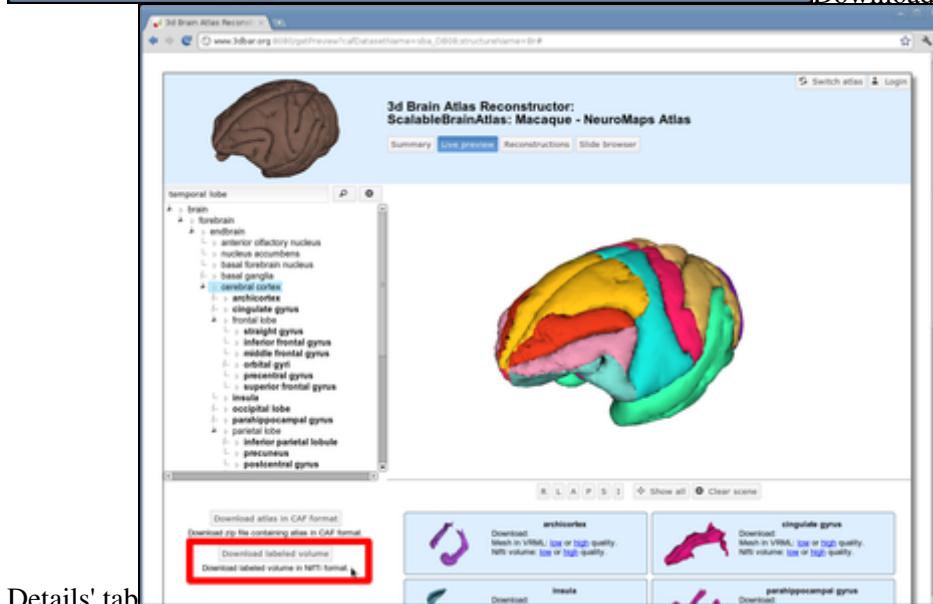 3d Brain Atlas Reconst
www.3dbar.org:8080/getPreview?cafDatasetName=sba_DB08;structureName=Br#
Switch atlas Login
3d Brain Atlas Reconstructor:
ScalableBrainAtlas: Macaque - NeuroMaps Atlas
Summary Live preview Reconstructions Slide browser
temporal lobe
brain
forebrain
endbrain
anterior olfactory nucleus
nucleus accumbens
basal forebrain nucleus
basal ganglia
cerebral cortex
archicortex
cingulate gyrus
frontal lobe
straight gyrus
inferior frontal gyrus
middle frontal gyrus
orbital gyri
precentral gyrus
superior frontal gyrus
insula
occipital lobe
parahippocampal gyrus
parietal lobe
inferior parietal lobule
precuneus
postcentral gyrus
R L A P S I Show all Clear scene
Download atlas in CAF format
Download zip file containing atlas in CAF format.
Download labeled volume
Download labeled volume in NIfTI format.
archicortex
Download:
Mesh in VRML: low or high quality.
Nifti volume: low or high quality.
cingulate gyrus
Download:
Mesh in VRML: low or high quality.
Nifti volume: low or high quality.
insula
Download:
parahippocampal gyrus
Download:
Details' tab